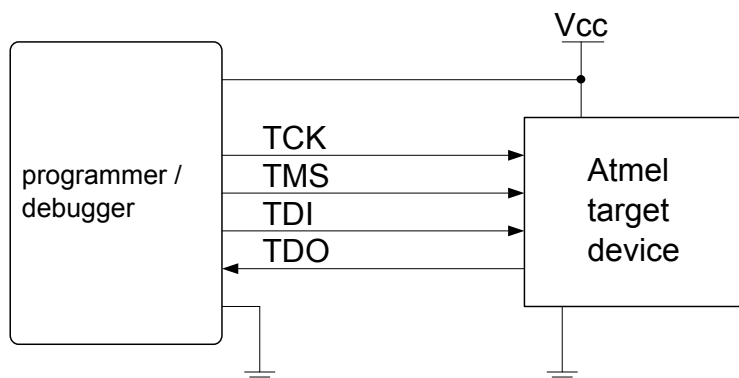 Vcc
TCK
TMS
TDI
TDO
programmer /
debugger
Atmel
target
device